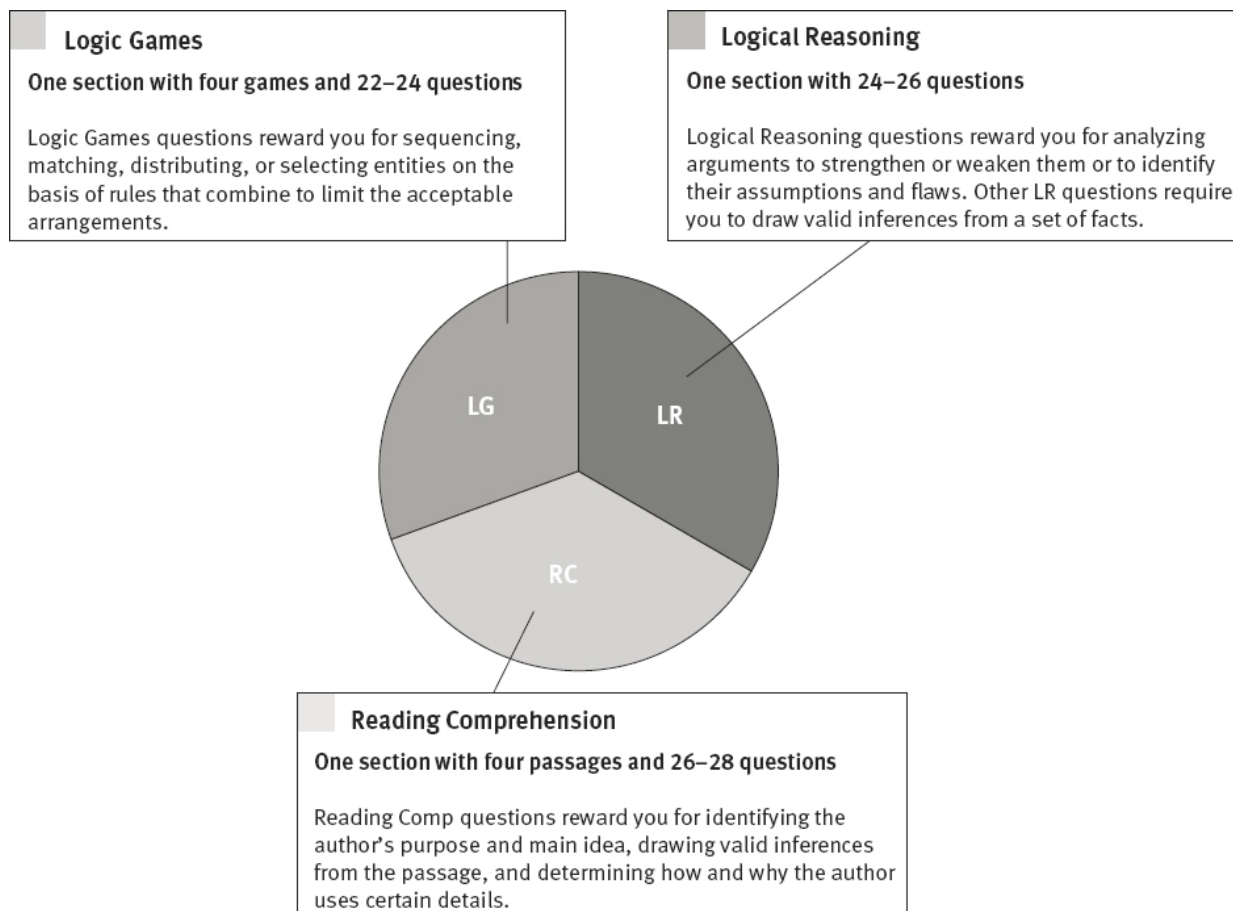 Logic Games
One section with four games and 22–24 questions
Logic Games questions reward you for sequencing,
matching, distributing, or selecting entities on the
basis of rules that combine to limit the acceptable
arrangements.
Logical Reasoning
One section with 24–26 questions
Logical Reasoning questions reward you for analyzing
arguments to strengthen or weaken them or to identify
their assumptions and flaws. Other LR questions require
you to draw valid inferences from a set of facts.
LG
LR
RC
Reading Comprehension
One section with four passages and 26–28 questions
Reading Comp questions reward you for identifying the
author’s purpose and main idea, drawing valid inferences
from the passage, and determining how and why the author
uses certain details.